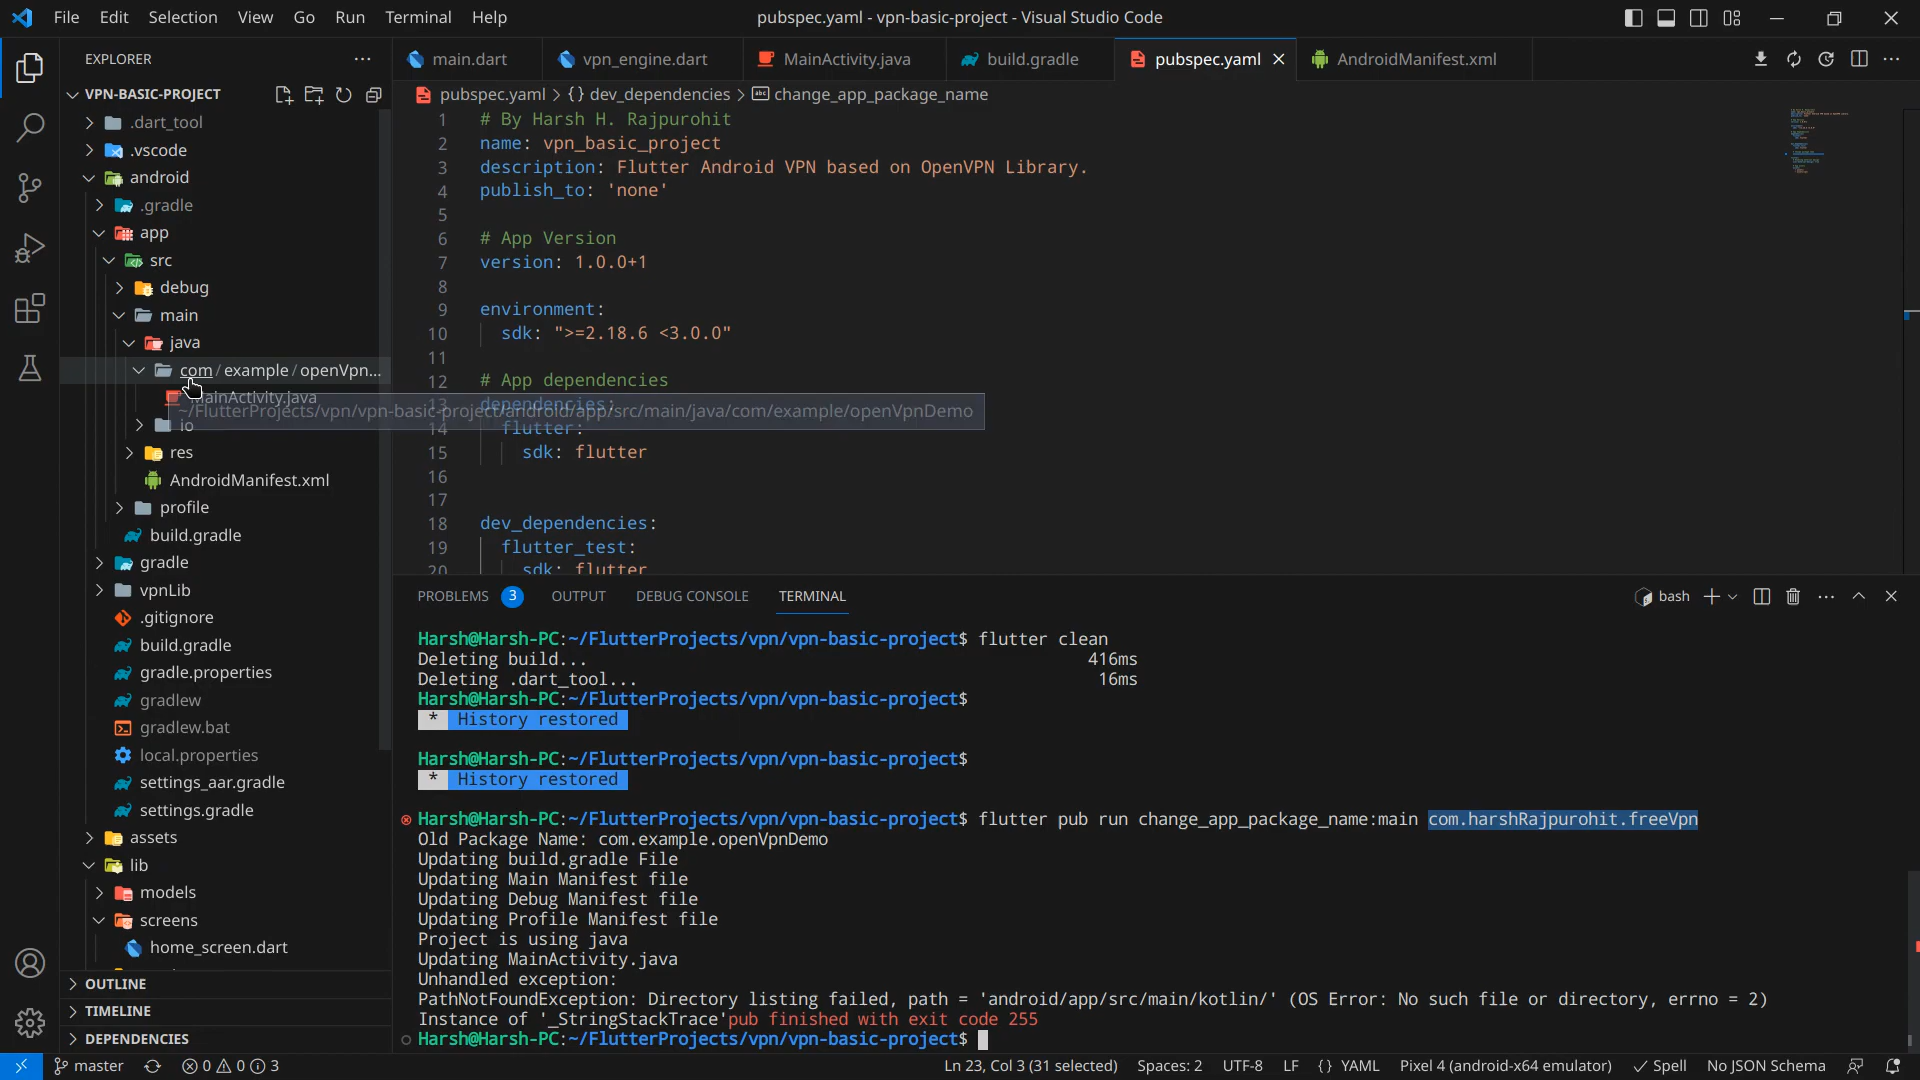 File Edit Selection View Go Run Terminal Help
pubspec.yaml - vpn-basic-project - Visual Studio Code
EXPLORER
main.dart
vpn_engine.dart
MainActivity.java
build.gradle
pubspec.yaml
AndroidManifest.xml
VPN-BASIC-PROJECT
pubspec.yaml > {} dev_dependencies > abc change_app_package_name
.dart_tool
.vscode
android
.gradle
app
src
debug
main
java
com / example / openVpn...
MainActivity.java
~/FlutterProjects/vpn/vpn-basic-project/android/app/src/main/java/com/example/openVpnDemo
io
res
AndroidManifest.xml
profile
build.gradle
gradle
vpnLib
.gitignore
build.gradle
gradle.properties
gradlew
gradlew.bat
local.properties
settings_aar.gradle
settings.gradle
assets
lib
models
screens
home_screen.dart
OUTLINE
TIMELINE
DEPENDENCIES
1 # By Harsh H. Rajpurohit
2 name: vpn_basic_project
3 description: Flutter Android VPN based on OpenVPN Library.
4 publish_to: 'none'
5
6 # App Version
7 version: 1.0.0+1
8
9 environment:
10 sdk: ">=2.18.6 <3.0.0"
11
12 # App dependencies
13 dependencies:
14 flutter:
15 sdk: flutter
16
17
18 dev_dependencies:
19 flutter_test:
20 sdk: flutter
PROBLEMS 3 OUTPUT DEBUG CONSOLE TERMINAL
bash
Harsh@Harsh-PC:~/FlutterProjects/vpn/vpn-basic-project$ flutter clean
Deleting build... 416ms
Deleting .dart_tool... 16ms
Harsh@Harsh-PC:~/FlutterProjects/vpn/vpn-basic-project$
* History restored
Harsh@Harsh-PC:~/FlutterProjects/vpn/vpn-basic-project$
* History restored
Harsh@Harsh-PC:~/FlutterProjects/vpn/vpn-basic-project$ flutter pub run change_app_package_name:main com.harshRajpurohit.freeVpn
Old Package Name: com.example.openVpnDemo
Updating build.gradle File
Updating Main Manifest file
Updating Debug Manifest file
Updating Profile Manifest file
Project is using java
Updating MainActivity.java
Unhandled exception:
PathNotFoundException: Directory listing failed, path = 'android/app/src/main/kotlin/' (OS Error: No such file or directory, errno = 2)
Instance of '_StringStackTrace'pub finished with exit code 255
Harsh@Harsh-PC:~/FlutterProjects/vpn/vpn-basic-project$
master 0 0 3 Ln 23, Col 3 (31 selected) Spaces: 2 UTF-8 LF {} YAML Pixel 4 (android-x64 emulator) Spell No JSON Schema